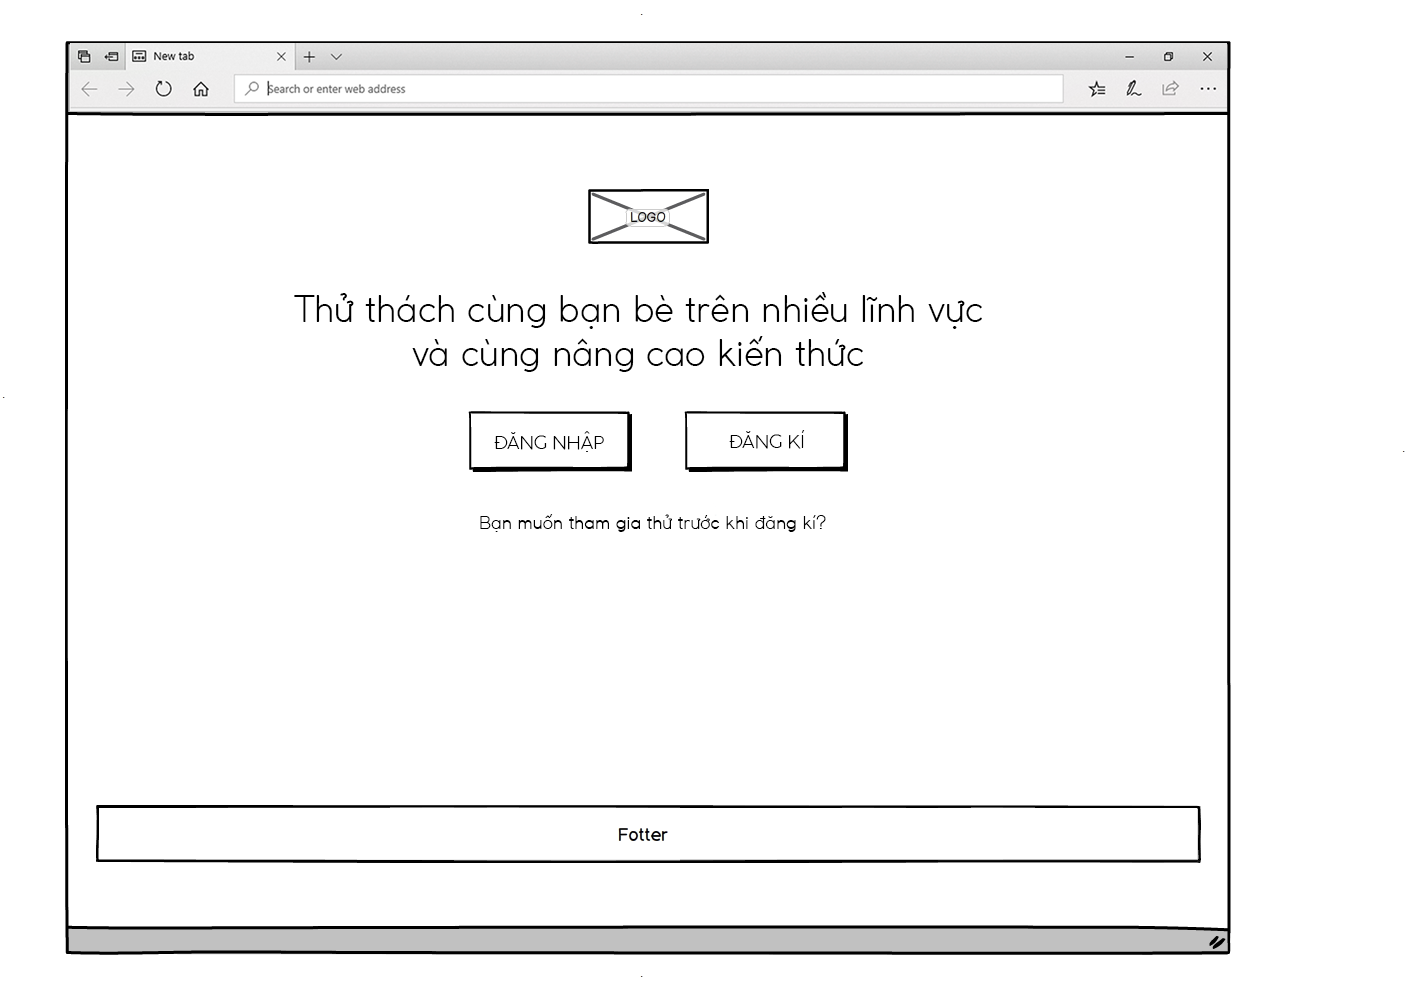 New tab
Search or enter web address
LOGO
Thử thách cùng bạn bè trên nhiều lĩnh vực
và cùng nâng cao kiến thức
ĐĂNG NHẬP
ĐĂNG KÍ
Bạn muốn tham gia thử trước khi đăng kí?
Fotter